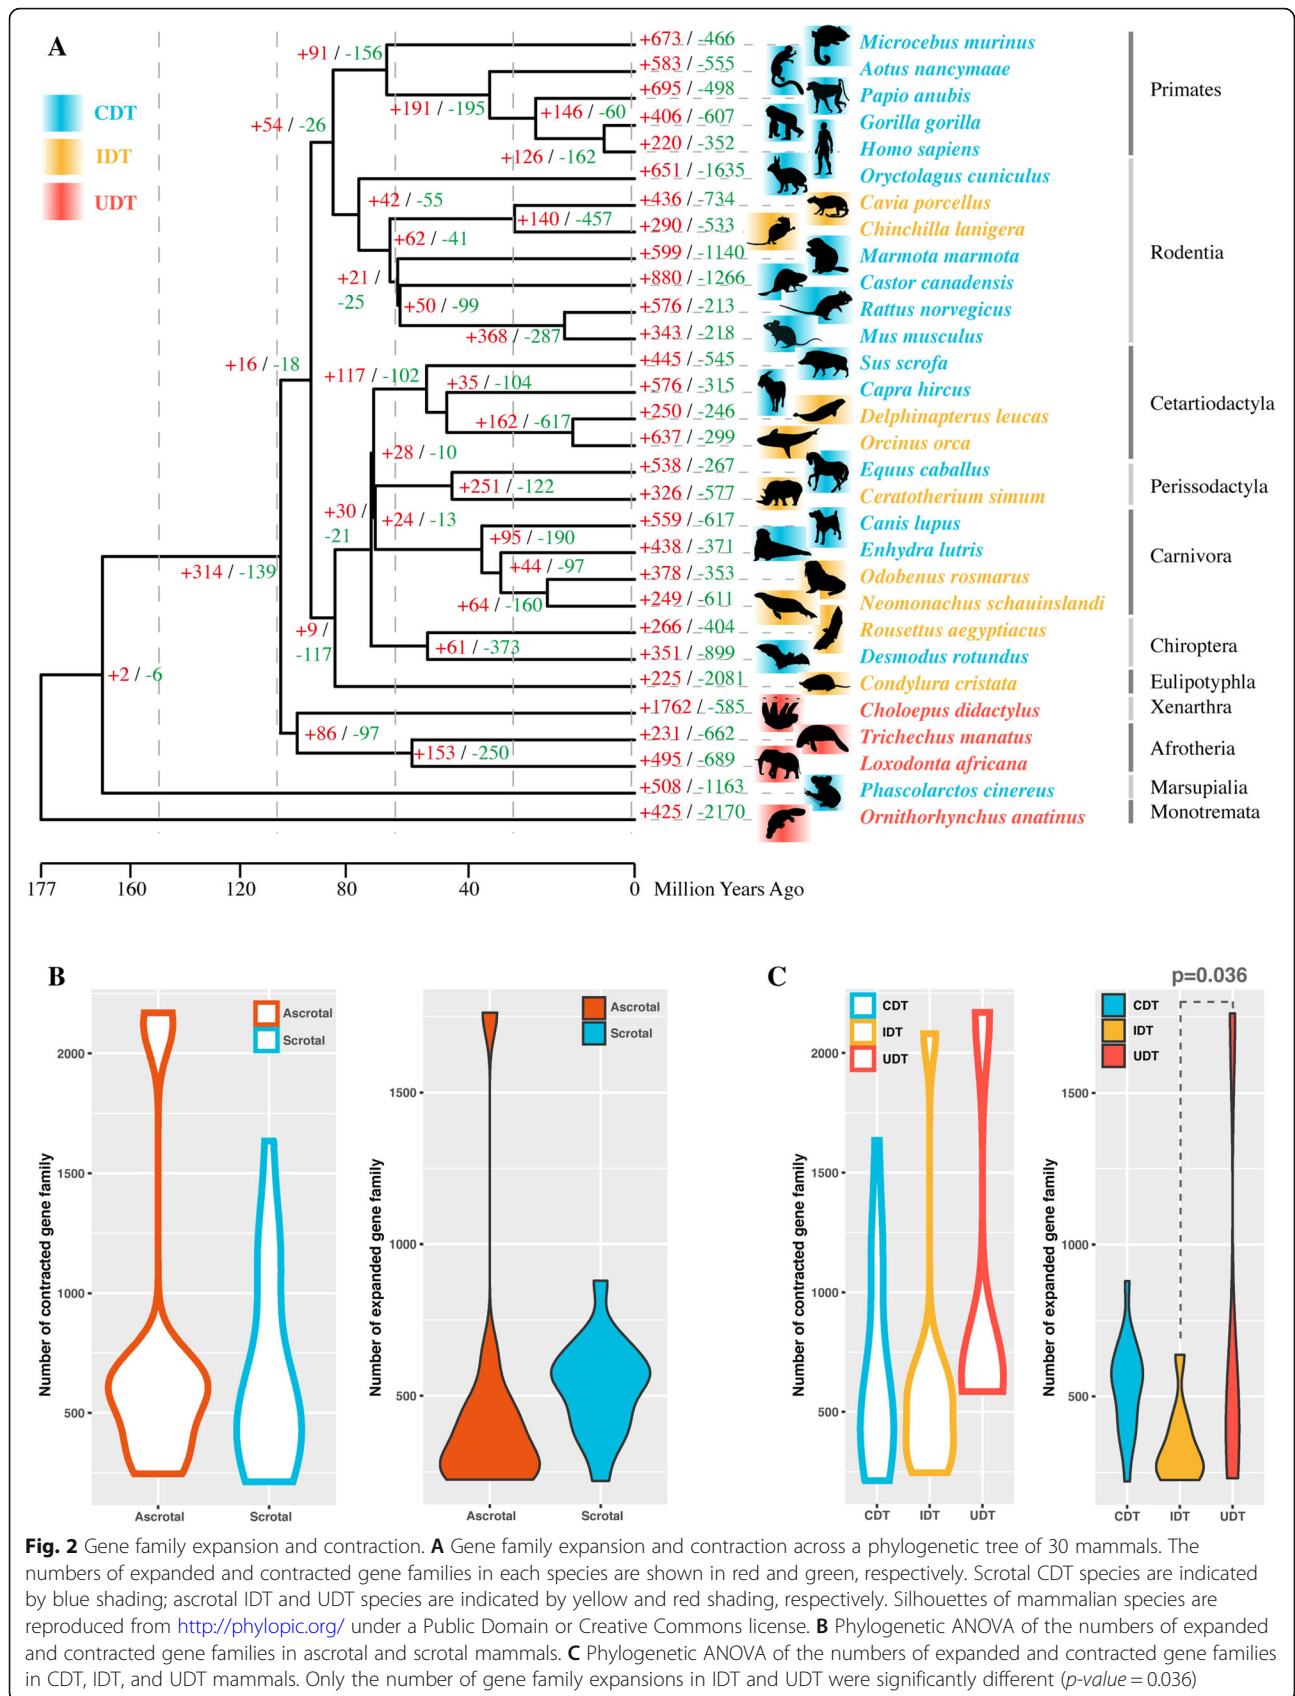 A
CDT
IDT
UDT
+91 / -156
+191 / -195
+146 / -60
+126 / -162
+54 / -26
+42 / -55
+140 / -457
+62 / -41
+21 /
-25
+50 / -99
+368 / -287
+16 / -18
+117 / -102
+35 / -104
+162 / -617
+28 / -10
+251 / -122
+30 /
-21
+24 / -13
+95 / -190
+44 / -97
+64 / -160
+314 / -139
+9 /
-117
+61 / -373
+2 / -6
+86 / -97
+153 / -250
+673 / -466 Microcebus murinus
+583 / -555 Aotus nancymaae
+695 / -498 Papio anubis
+406 / -607 Gorilla gorilla
+220 / -352 Homo sapiens
+651 / -1635 Oryctolagus cuniculus
+436 / -734 Cavia porcellus
+290 / -533 Chinchilla lanigera
+599 / -1140 Marmota marmota
+880 / -1266 Castor canadensis
+576 / -213 Rattus norvegicus
+343 / -218 Mus musculus
+445 / -545 Sus scrofa
+576 / -315 Capra hircus
+250 / -246 Delphinapterus leucas
+637 / -299 Orcinus orca
+538 / -267 Equus caballus
+326 / -577 Ceratotherium simum
+559 / -617 Canis lupus
+438 / -371 Enhydra lutris
+378 / -353 Odobenus rosmarus
+249 / -611 Neomonachus schauinslandi
+266 / -404 Rousettus aegyptiacus
+351 / -899 Desmodus rotundus
+225 / -2081 Condylura cristata
+1762 / -585 Choloepus didactylus
+231 / -662 Trichechus manatus
+495 / -689 Loxodonta africana
+508 / -1163 Phascolarctos cinereus
+425 / -2170 Ornithorhynchus anatinus
Primates
Rodentia
Cetartiodactyla
Perissodactyla
Carnivora
Chiroptera
Eulipotyphla
Xenarthra
Afrotheria
Marsupialia
Monotremata
177 160 120 80 40 0 Million Years Ago
B
Number of contracted gene family
2000
1500
1000
500
Ascrotal
Scrotal
Ascrotal Scrotal
Number of expanded gene family
1500
1000
500
Ascrotal
Scrotal
Ascrotal Scrotal
C
Number of contracted gene family
2000
1500
1000
500
CDT
IDT
UDT
CDT IDT UDT
p=0.036
Number of expanded gene family
1500
1000
500
CDT
IDT
UDT
CDT IDT UDT
Fig. 2 Gene family expansion and contraction. A Gene family expansion and contraction across a phylogenetic tree of 30 mammals. The
numbers of expanded and contracted gene families in each species are shown in red and green, respectively. Scrotal CDT species are indicated
by blue shading; ascrotal IDT and UDT species are indicated by yellow and red shading, respectively. Silhouettes of mammalian species are
reproduced from http://phylopic.org/ under a Public Domain or Creative Commons license. B Phylogenetic ANOVA of the numbers of expanded
and contracted gene families in ascrotal and scrotal mammals. C Phylogenetic ANOVA of the numbers of expanded and contracted gene families
in CDT, IDT, and UDT mammals. Only the number of gene family expansions in IDT and UDT were significantly different (p-value = 0.036)